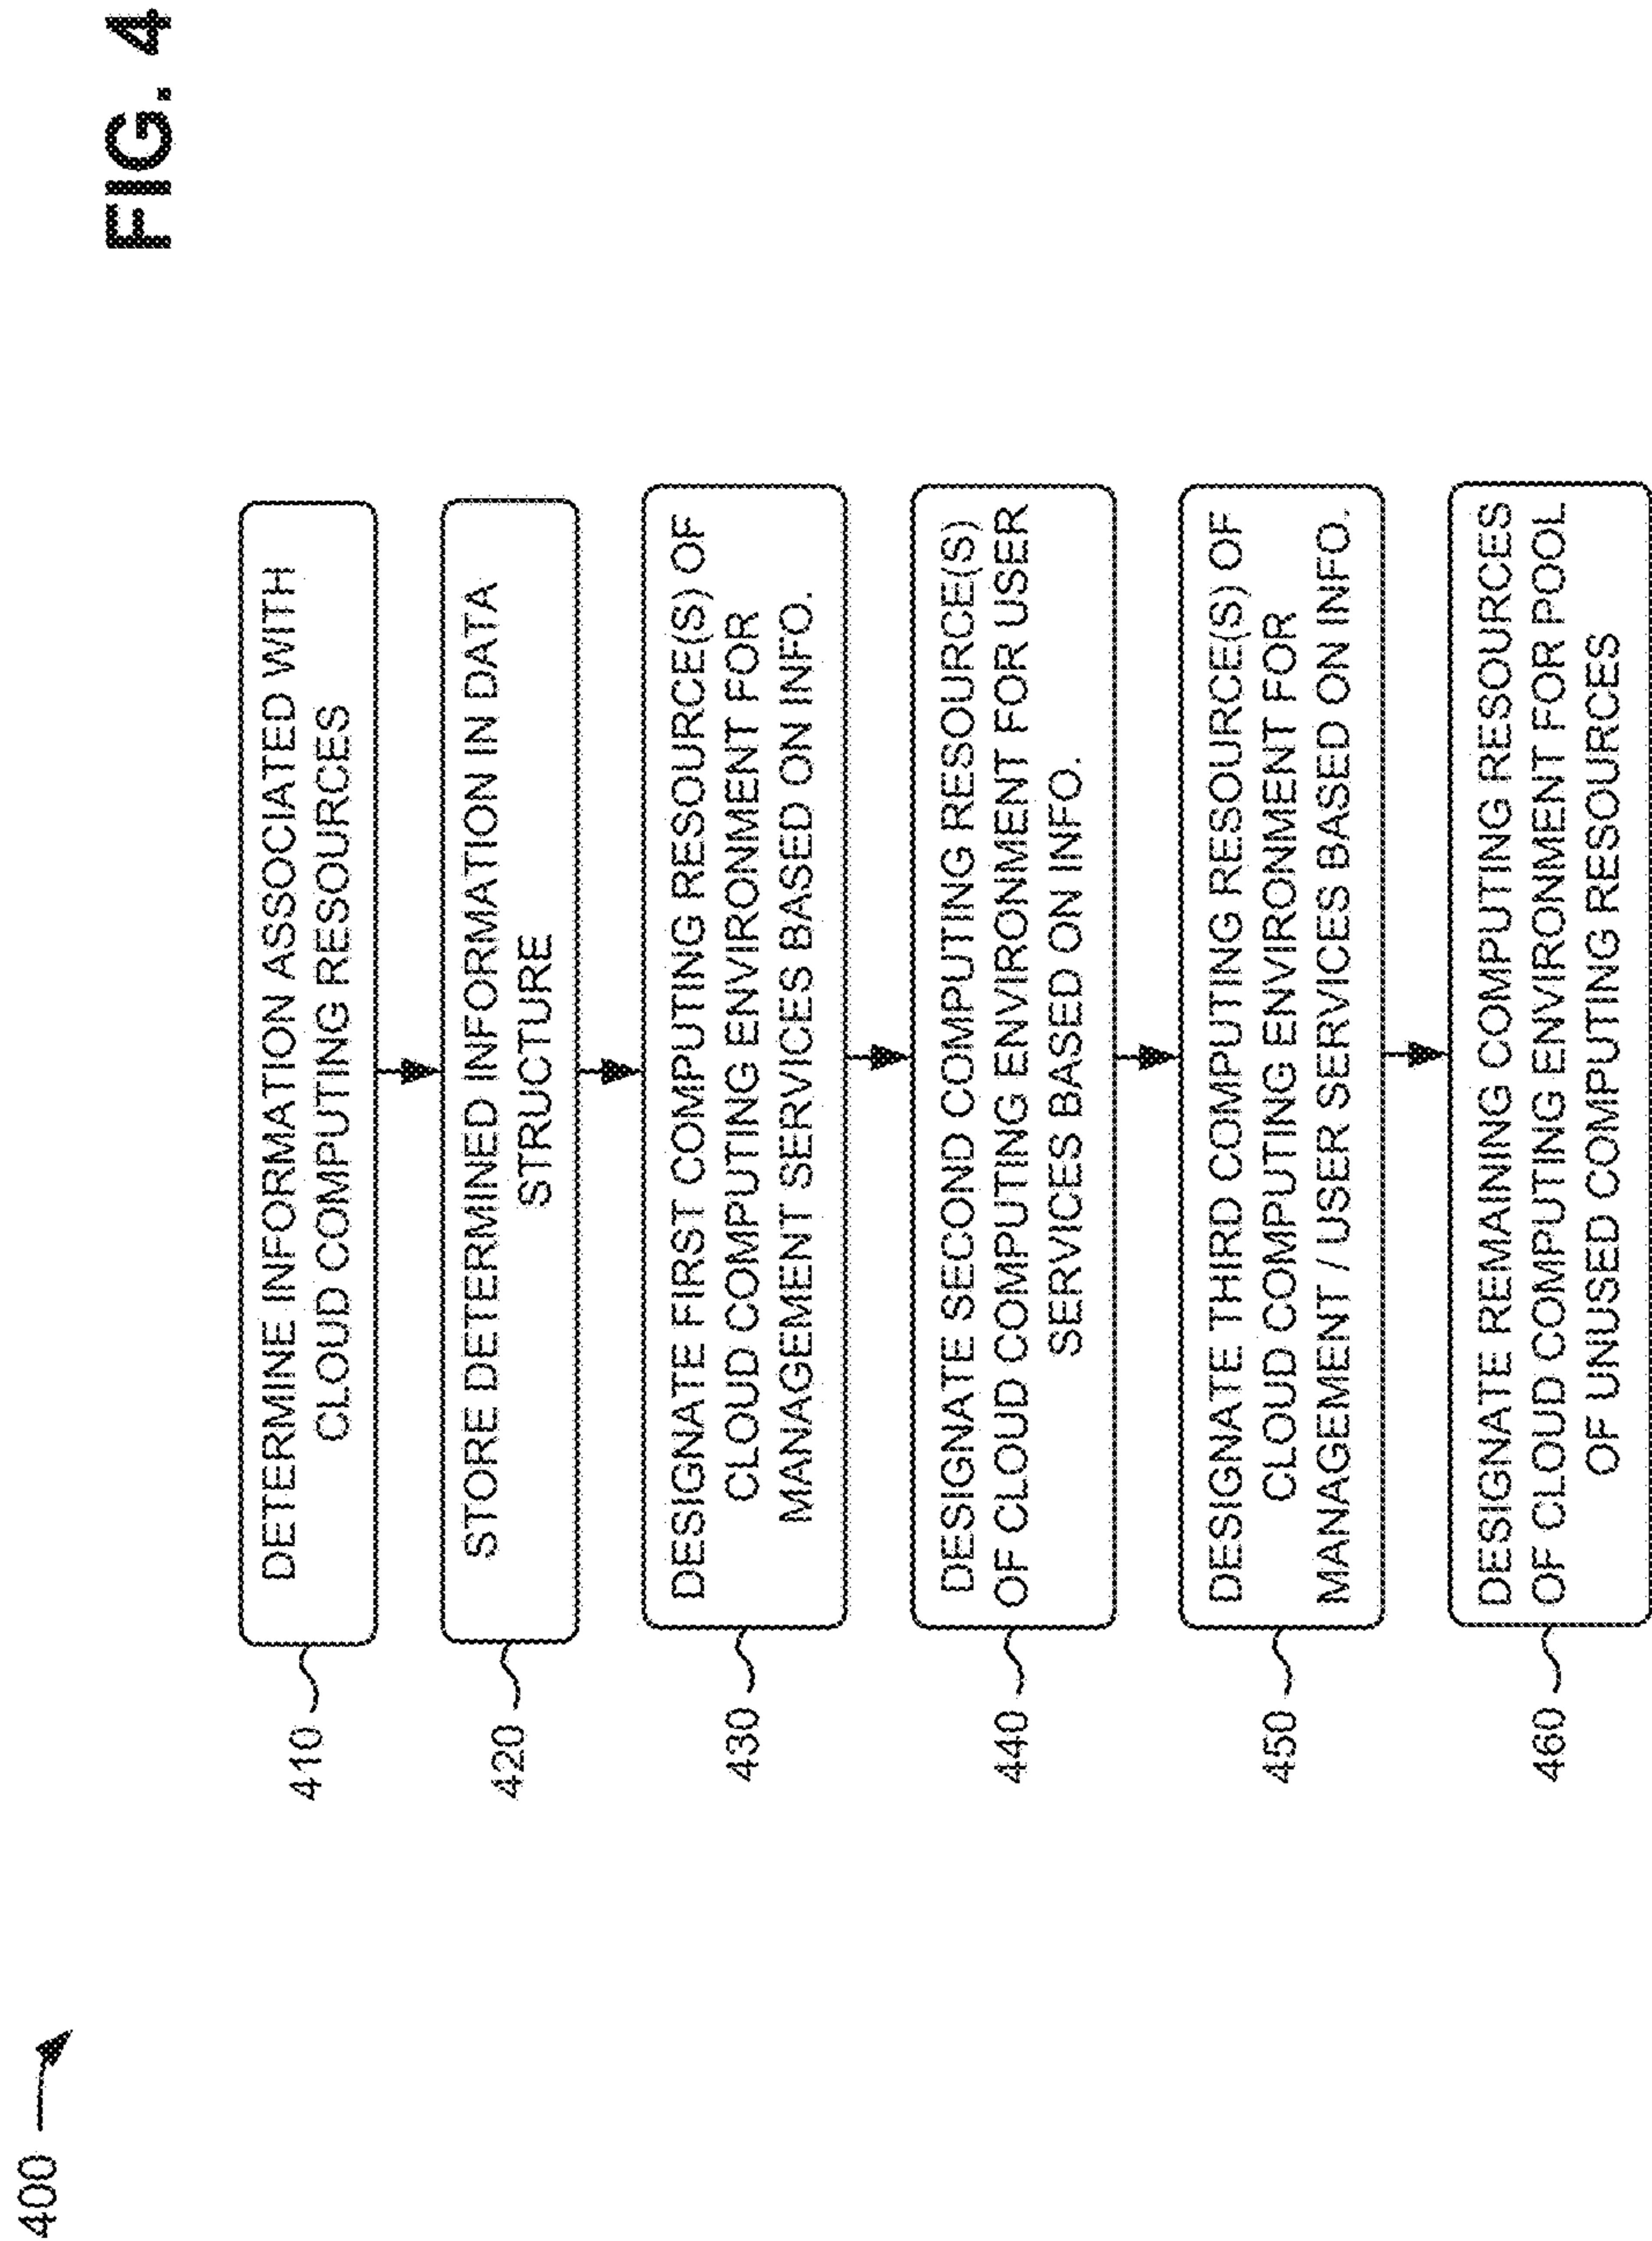 400
FIG. 4
410
DETERMINE INFORMATION ASSOCIATED WITH
CLOUD COMPUTING RESOURCES
420
STORE DETERMINED INFORMATION IN DATA
STRUCTURE
430
DESIGNATE FIRST COMPUTING RESOURCE(S) OF
CLOUD COMPUTING ENVIRONMENT FOR
MANAGEMENT SERVICES BASED ON INFO.
440
DESIGNATE SECOND COMPUTING RESOURCE(S)
OF CLOUD COMPUTING ENVIRONMENT FOR USER
SERVICES BASED ON INFO.
450
DESIGNATE THIRD COMPUTING RESOURCE(S) OF
CLOUD COMPUTING ENVIRONMENT FOR
MANAGEMENT / USER SERVICES BASED ON INFO.
460
DESIGNATE REMAINING COMPUTING RESOURCES
OF CLOUD COMPUTING ENVIRONMENT FOR POOL
OF UNUSED COMPUTING RESOURCES